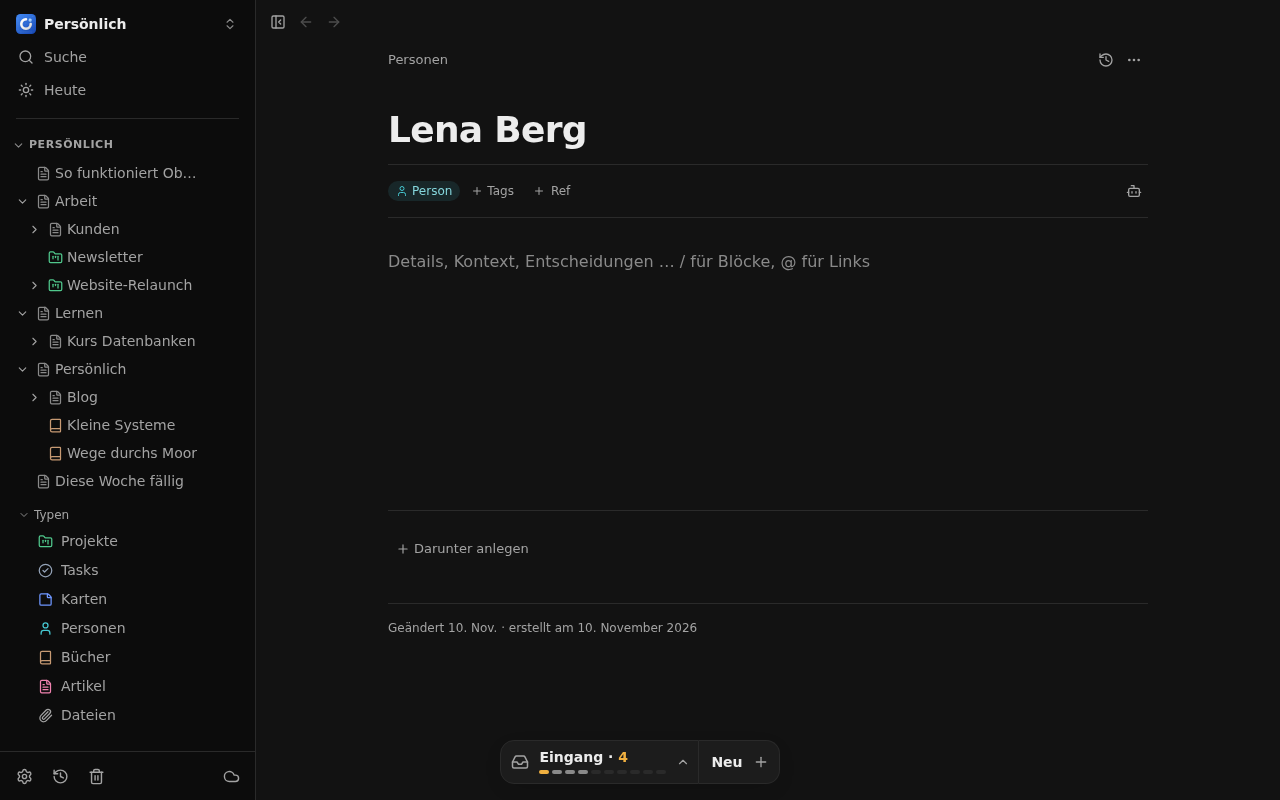 Persönlich
Suche
Heute
PERSÖNLICH
So funktioniert Ob…
Arbeit
Kunden
Newsletter
Website-Relaunch
Lernen
Kurs Datenbanken
Persönlich
Blog
Kleine Systeme
Wege durchs Moor
Diese Woche fällig
Typen
Projekte
Tasks
Karten
Personen
Bücher
Artikel
Dateien
Personen
Lena Berg
Person
Tags
Ref
Details, Kontext, Entscheidungen … / für Blöcke, @ für Links
Darunter anlegen
Geändert 10. Nov. · erstellt am 10. November 2026
Eingang · 4
Neu